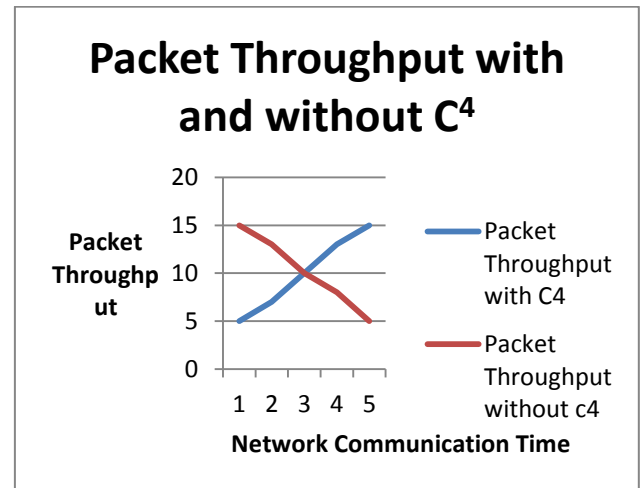 Packet Throughput with
and without C⁴
20
15
10
5
0
Packet
Throughp
ut
1 2 3 4 5
Network Communication Time
Packet
Throughput
with C4
Packet
Throughput
without c4